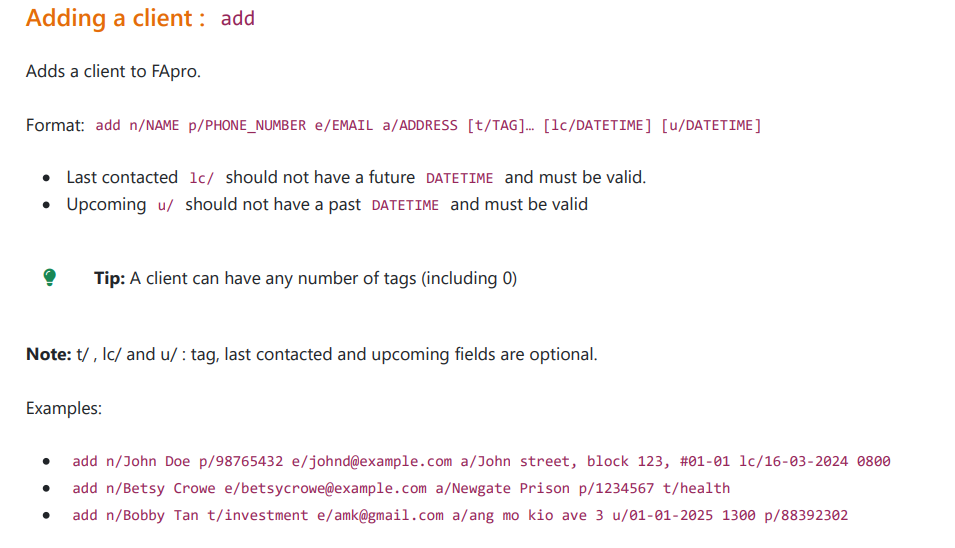 Adding a client : add
Adds a client to FApro.
Format: add n/NAME p/PHONE_NUMBER e/EMAIL a/ADDRESS [t/TAG]… [lc/DATETIME] [u/DATETIME]
• Last contacted lc/ should not have a future DATETIME and must be valid.
• Upcoming u/ should not have a past DATETIME and must be valid
Tip: A client can have any number of tags (including 0)
Note: t/ , lc/ and u/ : tag, last contacted and upcoming fields are optional.
Examples:
• add n/John Doe p/98765432 e/johnd@example.com a/John street, block 123, #01-01 lc/16-03-2024 0800
• add n/Betsy Crowe e/betsycrowe@example.com a/Newgate Prison p/1234567 t/health
• add n/Bobby Tan t/investment e/amk@gmail.com a/ang mo kio ave 3 u/01-01-2025 1300 p/88392302